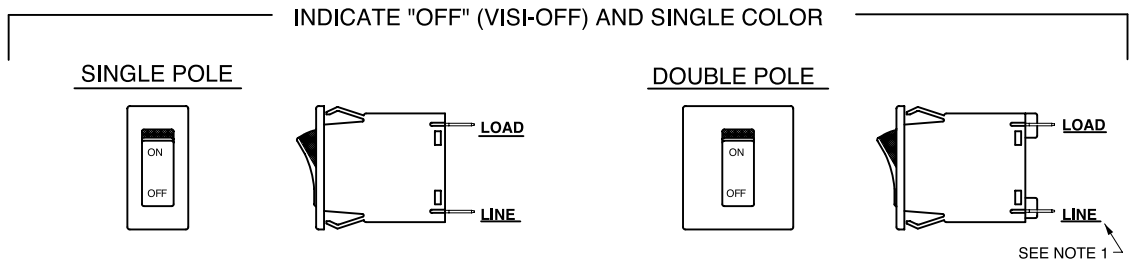 INDICATE "OFF" (VISI-OFF) AND SINGLE COLOR
SINGLE POLE
DOUBLE POLE
ON
OFF
LOAD
LINE
ON
OFF
LOAD
LINE
SEE NOTE 1